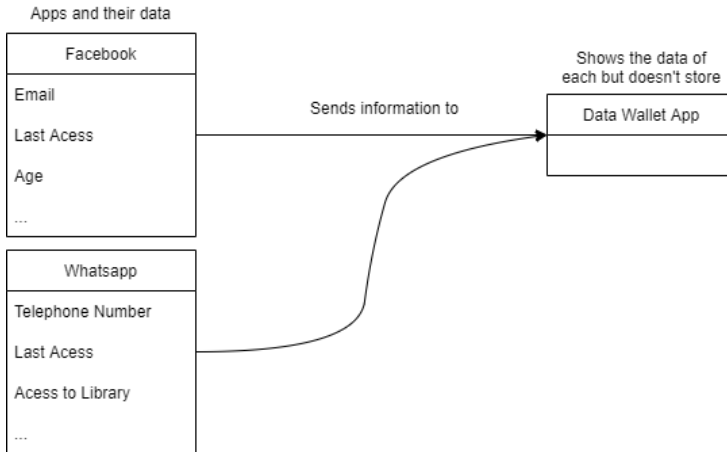 Apps and their data
Facebook
Email
Last Acess
Age
...
Whatsapp
Telephone Number
Last Acess
Acess to Library
...
Sends information to
Shows the data of
each but doesn't store
Data Wallet App